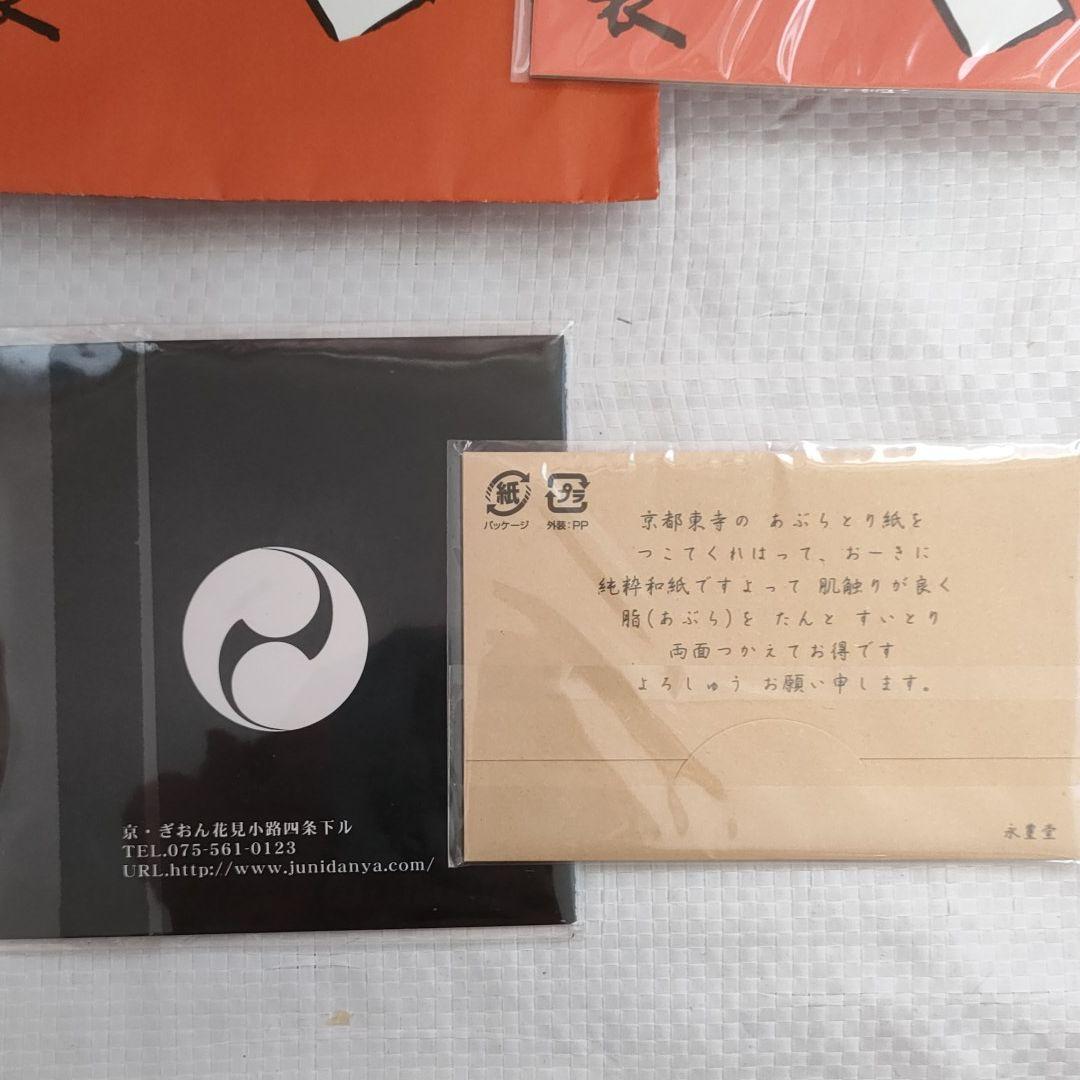 紙
パッケージ
プラ
外装:PP
京都東寺の あぶらとり紙を
つこてくれはって、おーきに
純粋和紙ですよって 肌触りが良く
脂(あぶら)を たんと すいとり
両面つかえてお得です
よろしゅう お願い申します。
永豊堂
京・ぎおん花見小路四条下ル
TEL.075-561-0123
URL.http://www.junidanya.com/